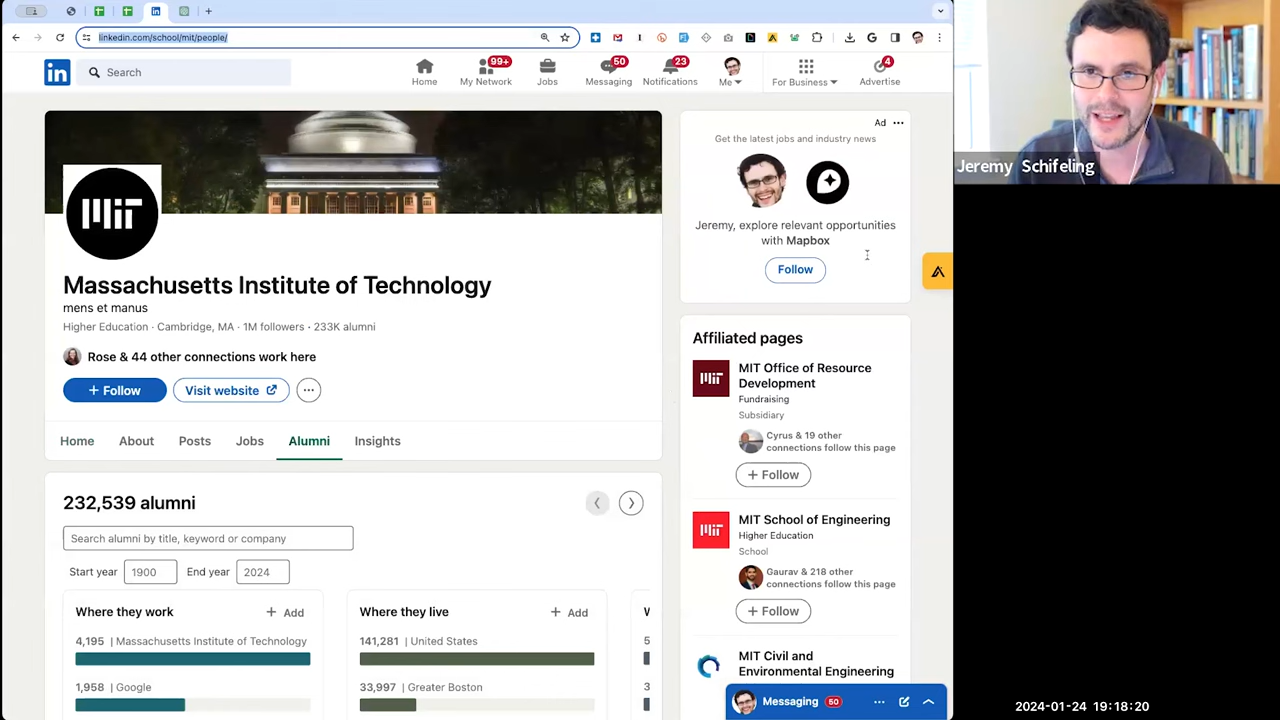 linkedin.com/school/mit/people/
in
Search
Home
My Network
99+
Jobs
Messaging
50
Notifications
23
Me
For Business
Advertise
4
MiT
Massachusetts Institute of Technology
mens et manus
Higher Education · Cambridge, MA · 1M followers · 233K alumni
Rose & 44 other connections work here
+ Follow
Visit website
Home
About
Posts
Jobs
Alumni
Insights
232,539 alumni
Search alumni by title, keyword or company
Start year
1900
End year
2024
Where they work
+ Add
4,195 | Massachusetts Institute of Technology
1,958 | Google
Where they live
+ Add
141,281 | United States
33,997 | Greater Boston
W
5
3
Ad
Get the latest jobs and industry news
Jeremy, explore relevant opportunities
with Mapbox
Follow
Affiliated pages
MiT
MIT Office of Resource
Development
Fundraising
Subsidiary
Cyrus & 19 other
connections follow this page
+ Follow
MiT
MIT School of Engineering
Higher Education
School
Gaurav & 218 other
connections follow this page
+ Follow
MIT Civil and
Environmental Engineering
Messaging
50
Jeremy Schifeling
2024-01-24 19:18:20